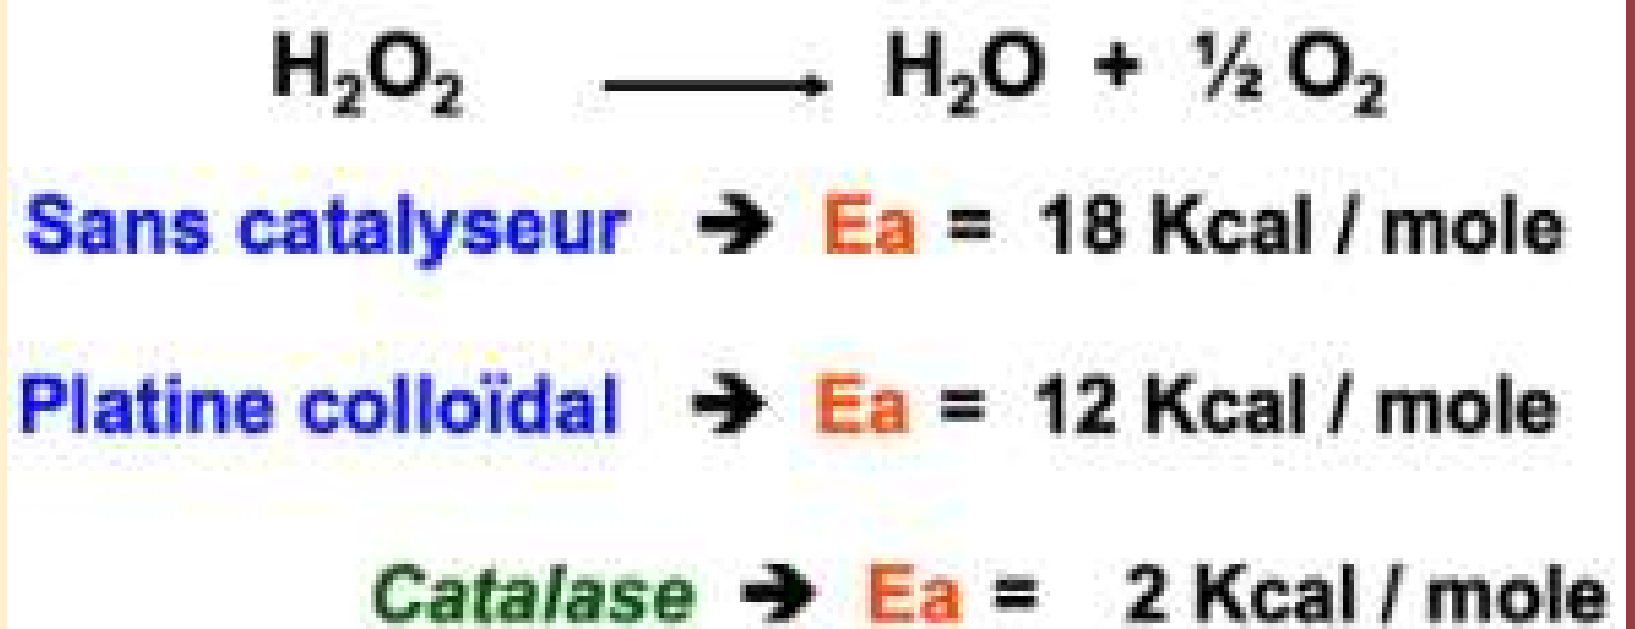 H₂O₂ ⟶ H₂O + ½ O₂
Sans catalyseur ➔ Ea = 18 Kcal / mole
Platine colloïdal ➔ Ea = 12 Kcal / mole
Catalase ➔ Ea = 2 Kcal / mole